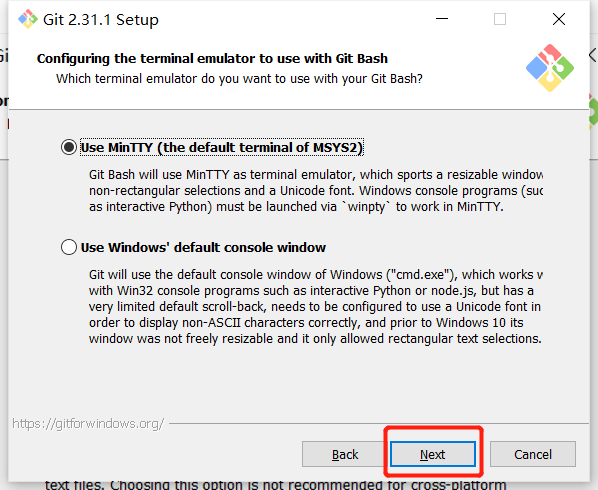 Git 2.31.1 Setup
Configuring the terminal emulator to use with Git Bash
Which terminal emulator do you want to use with your Git Bash?
Use MinTTY (the default terminal of MSYS2)
Git Bash will use MinTTY as terminal emulator, which sports a resizable window
non-rectangular selections and a Unicode font. Windows console programs (suc
as interactive Python) must be launched via `winpty` to work in MinTTY.
Use Windows' default console window
Git will use the default console window of Windows ("cmd.exe"), which works w
with Win32 console programs such as interactive Python or node.js, but has a
very limited default scroll-back, needs to be configured to use a Unicode font in
order to display non-ASCII characters correctly, and prior to Windows 10 its
window was not freely resizable and it only allowed rectangular text selections.
https://gitforwindows.org/
Back Next Cancel
text files. Choosing this option is not recommended for cross-platform